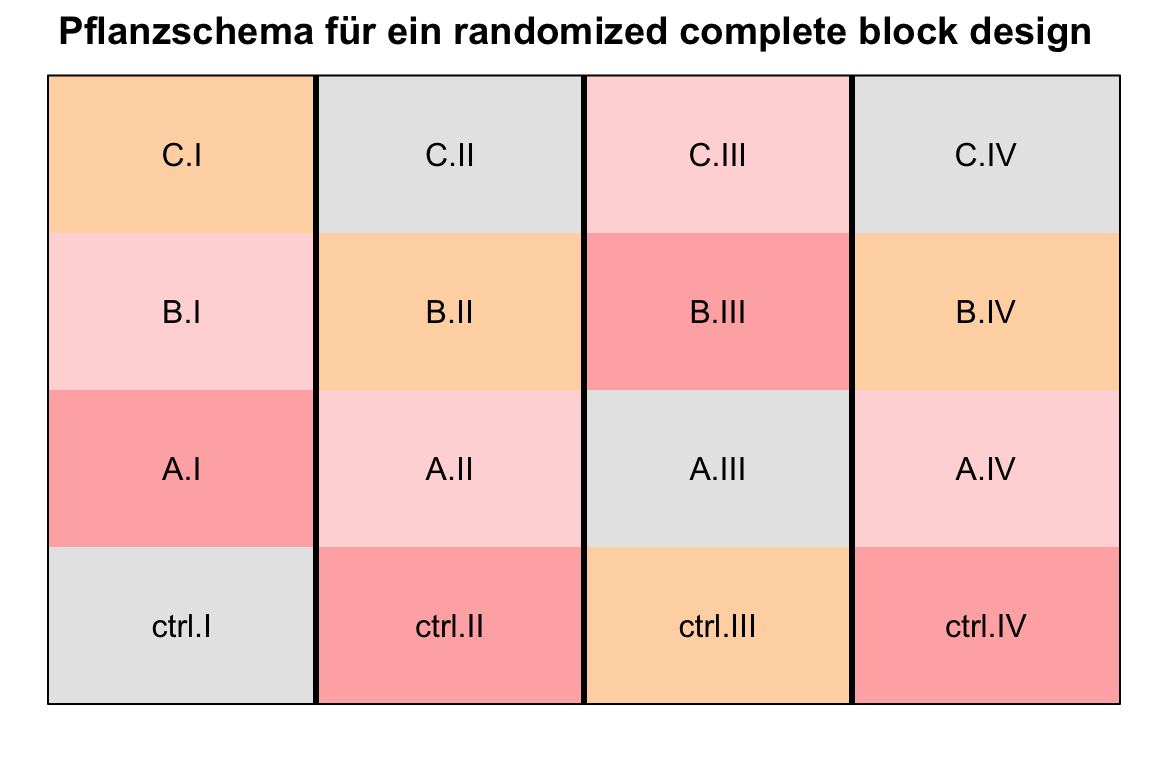 Pflanzschema für ein randomized complete block design
C.I C.II C.III C.IV
B.I B.II B.III B.IV
A.I A.II A.III A.IV
ctrl.I ctrl.II ctrl.III ctrl.IV